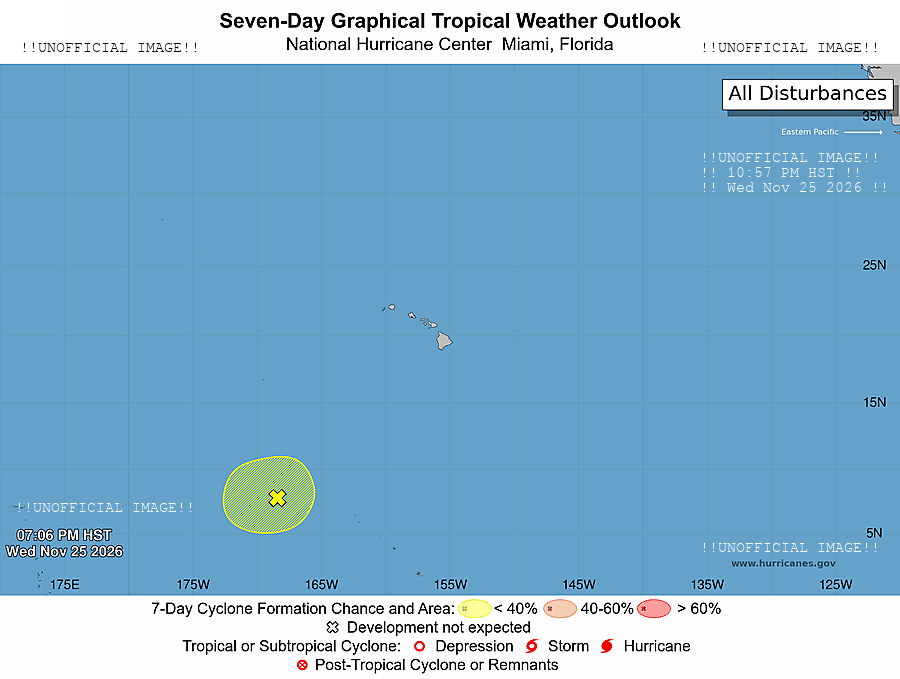 Seven-Day Graphical Tropical Weather Outlook
National Hurricane Center Miami, Florida
!!UNOFFICIAL IMAGE!!
!!UNOFFICIAL IMAGE!!
All Disturbances
35N
Eastern Pacific
!!UNOFFICIAL IMAGE!!
!! 10:57 PM HST !!
!! Wed Nov 25 2026 !!
25N
15N
!!UNOFFICIAL IMAGE!!
07:06 PM HST
Wed Nov 25 2026
5N
!!UNOFFICIAL IMAGE!!
www.hurricanes.gov
175E 175W 165W 155W 145W 135W 125W
7-Day Cyclone Formation Chance and Area: < 40% 40-60% > 60%
Development not expected
Tropical or Subtropical Cyclone: Depression Storm Hurricane
Post-Tropical Cyclone or Remnants